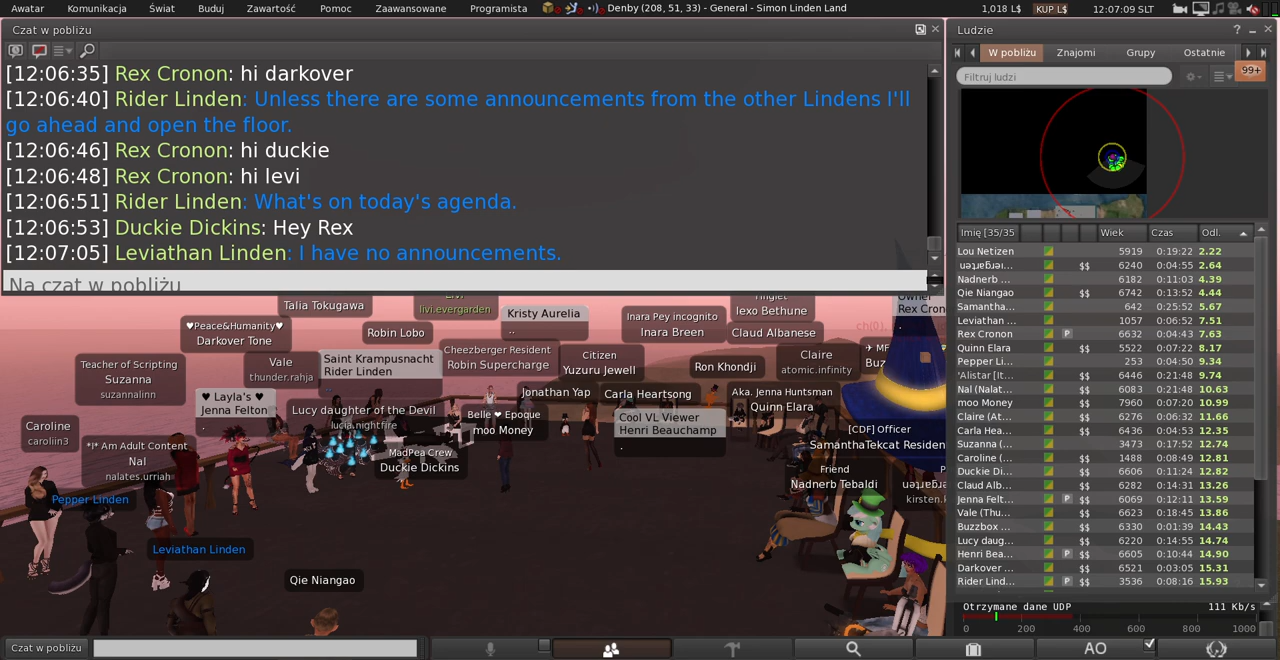 Awatar Komunikacja Świat Buduj Zawartość Pomoc Zaawansowane Programista Denby (208, 51, 33) - General - Simon Linden Land 1,018 L$ KUP L$ 12:07:09 SLT
Czat w pobliżu
[12:06:35] Rex Cronon: hi darkover
[12:06:40] Rider Linden: Unless there are some announcements from the other Lindens I'll
go ahead and open the floor.
[12:06:46] Rex Cronon: hi duckie
[12:06:48] Rex Cronon: hi levi
[12:06:51] Rider Linden: What's on today's agenda.
[12:06:53] Duckie Dickins: Hey Rex
[12:07:05] Leviathan Linden: I have no announcements.
Na czat w pobliżu
Talia Tokugawa
livi.evergarden
Kristy Aurelia
..
Iexo Bethune
Owner
Rex Cron
♥Peace&Humanity♥
Darkover Tone
Robin Lobo
Inara Pey incognito
Inara Breen
Claud Albanese
Teacher of Scripting
Suzanna
suzannalinn
Vale
thunder.rahja
Saint Krampusnacht
Rider Linden
Cheezberger Resident
Robin Supercharge
Citizen
Yuzuru Jewell
Ron Khondji
Claire
atomic.infinity
♥ Layla's ♥
Jenna Felton
.
Lucy daughter of the Devil
lucia.nightfire
Belle ♥ Epoque
moo Money
Jonathan Yap
Carla Heartsong
Aka. Jenna Huntsman
Quinn Elara
Caroline
caroliin3
Cool VL Viewer
Henri Beauchamp
.
*I* Am Adult Content
Nal
nalates.urriah
MadPea Crew
Duckie Dickins
[CDF] Officer
SamanthaTekcat Residen
Friend
Nadnerb Tebaldi
Pepper Linden
Leviathan Linden
Qie Niangao
Ludzie
W pobliżu Znajomi Grupy Ostatnie
99+
Filtruj ludzi
Imię [35/35 Wiek Czas Odl.
Lou Netizen 5919 0:19:22 2.22
$$ 6240 0:04:55 2.64
Nadnerb ... 6182 0:11:03 4.39
Qie Niangao $$ 6742 0:13:52 4.44
Samantha... 642 0:25:52 5.67
Leviathan ... 1057 0:06:52 7.51
Rex Cronon P 6632 0:04:43 7.63
Quinn Elara $$ 5522 0:07:22 8.17
Pepper Li... 253 0:04:50 9.34
'Alistar [It... $$ 6446 0:21:48 9.74
Nal (Nalat... $$ 6083 0:21:48 10.63
moo Money $$ 7960 0:07:20 10.99
Claire (At... $$ 6276 0:06:32 11.66
Carla Hea... $$ 6436 0:04:53 12.35
Suzanna (... 3473 0:17:52 12.74
Caroline (... $$ 1488 0:08:49 12.81
Duckie Di... $$ 6606 0:11:24 12.82
Claud Alb... $$ 6282 0:14:31 13.26
Jenna Felt... P $$ 6069 0:12:11 13.59
Vale (Thu... $$ 6623 0:18:45 13.86
Buzzbox ... $$ 6330 0:01:39 14.43
Lucy daug... $$ 6220 0:14:55 14.74
Henri Bea... P $$ 6605 0:10:44 14.90
Darkover ... $$ 6521 0:03:05 15.31
Rider Lind... P $$ 3536 0:08:16 15.93
Otrzymane dane UDP 111 Kb/s
0 200 400 600 800 1000
Czat w pobliżu
AO